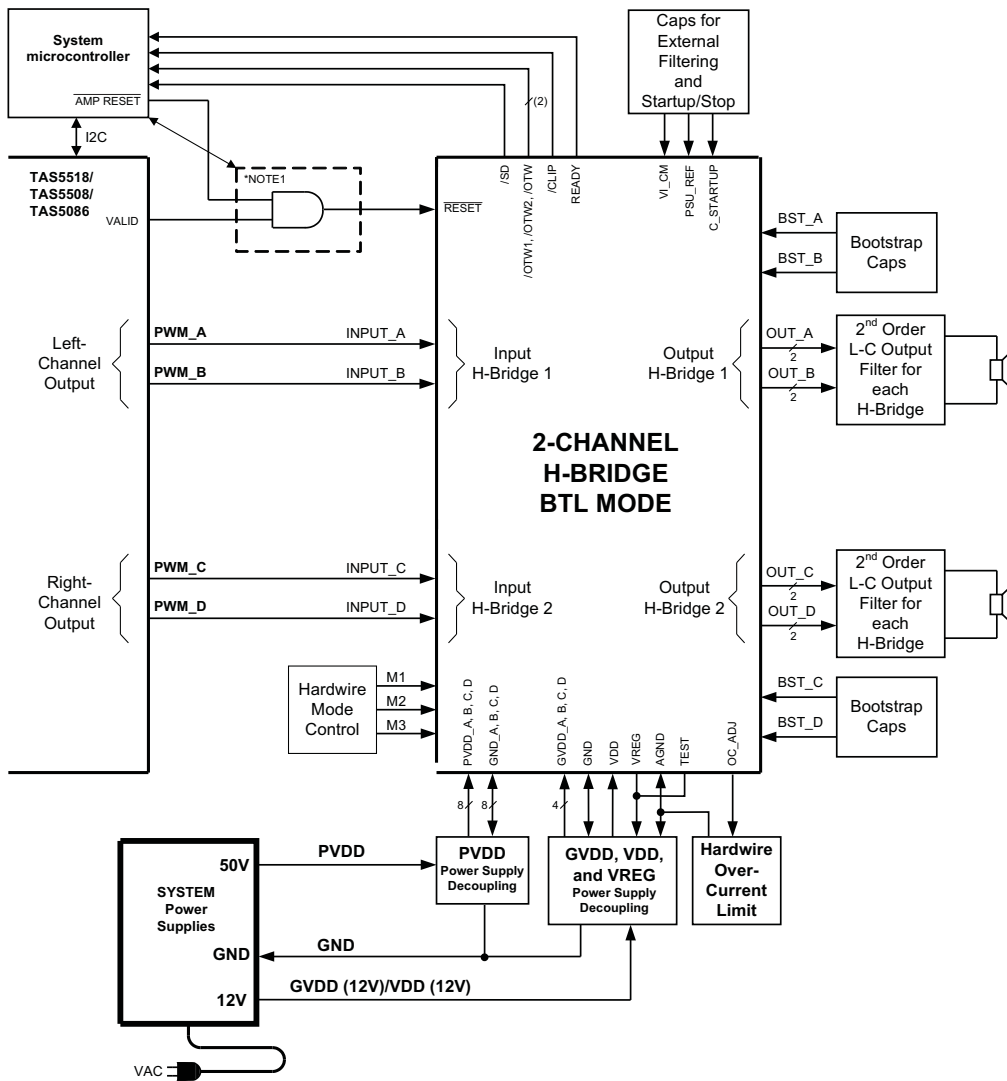 System
microcontroller
AMP RESET
I2C
Caps for
External
Filtering
and
Startup/Stop
(2)
TAS5518/
TAS5508/
TAS5086
VALID
*NOTE1
RESET
/SD
/OTW1, /OTW2, /OTW
/CLIP
READY
VI_CM
PSU_REF
C_STARTUP
BST_A
BST_B
Bootstrap
Caps
Left-
Channel
Output
PWM_A
INPUT_A
PWM_B
INPUT_B
Input
H-Bridge 1
Output
H-Bridge 1
OUT_A
2
OUT_B
2
2nd Order
L-C Output
Filter for
each
H-Bridge
2-CHANNEL
H-BRIDGE
BTL MODE
Right-
Channel
Output
PWM_C
INPUT_C
PWM_D
INPUT_D
Input
H-Bridge 2
Output
H-Bridge 2
OUT_C
2
OUT_D
2
2nd Order
L-C Output
Filter for
each
H-Bridge
Hardwire
Mode
Control
M1
M2
M3
PVDD_A, B, C, D
GND_A, B, C, D
GVDD_A, B, C, D
GND
VDD
VREG
AGND
TEST
OC_ADJ
BST_C
BST_D
Bootstrap
Caps
8
8
4
SYSTEM
Power
Supplies
50V
GND
12V
PVDD
PVDD
Power Supply
Decoupling
GVDD, VDD,
and VREG
Power Supply
Decoupling
Hardwire
Over-
Current
Limit
GND
GVDD (12V)/VDD (12V)
VAC